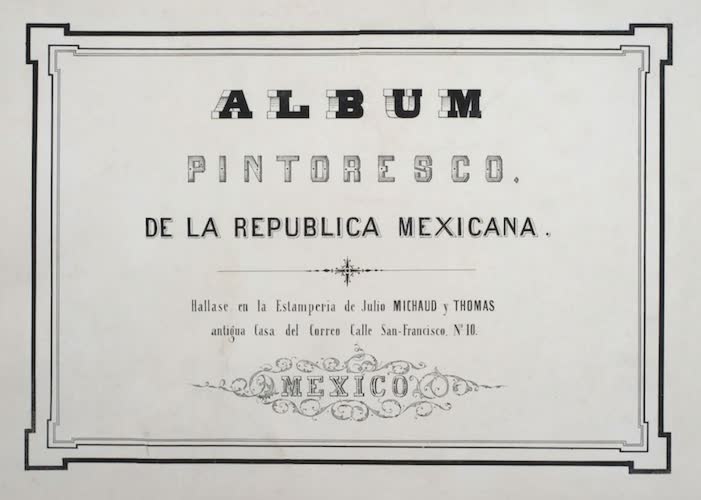 ALBUM
PINTORESCO.
DE LA REPUBLICA MEXICANA.
Hallase en la Estamperia de Julio MICHAUD y THOMAS
antigua Casa del Correo Calle San-Francisco, Nº 10.
MEXICO